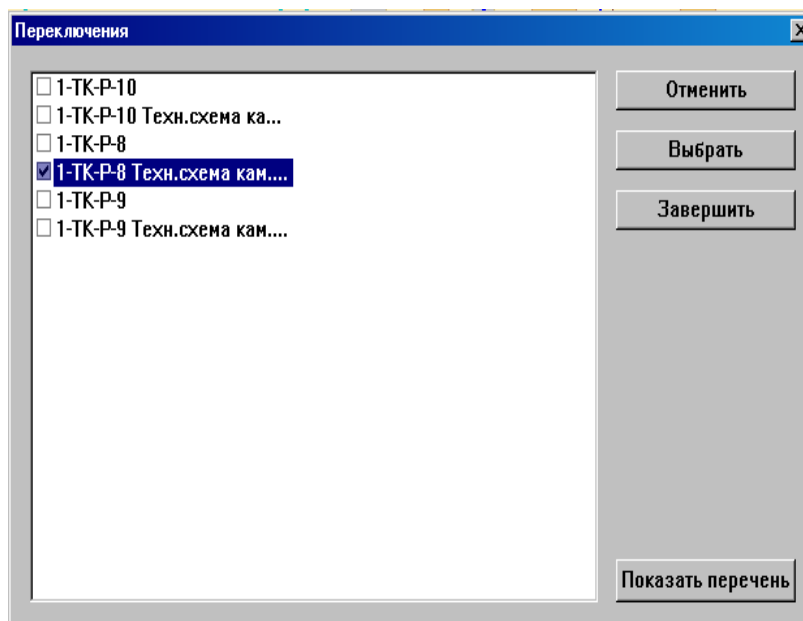 Переключения
1-ТК-Р-10
1-ТК-Р-10 Техн.схема ка...
1-ТК-Р-8
1-ТК-Р-8 Техн.схема кам....
1-ТК-Р-9
1-ТК-Р-9 Техн.схема кам....
Отменить
Выбрать
Завершить
Показать перечень